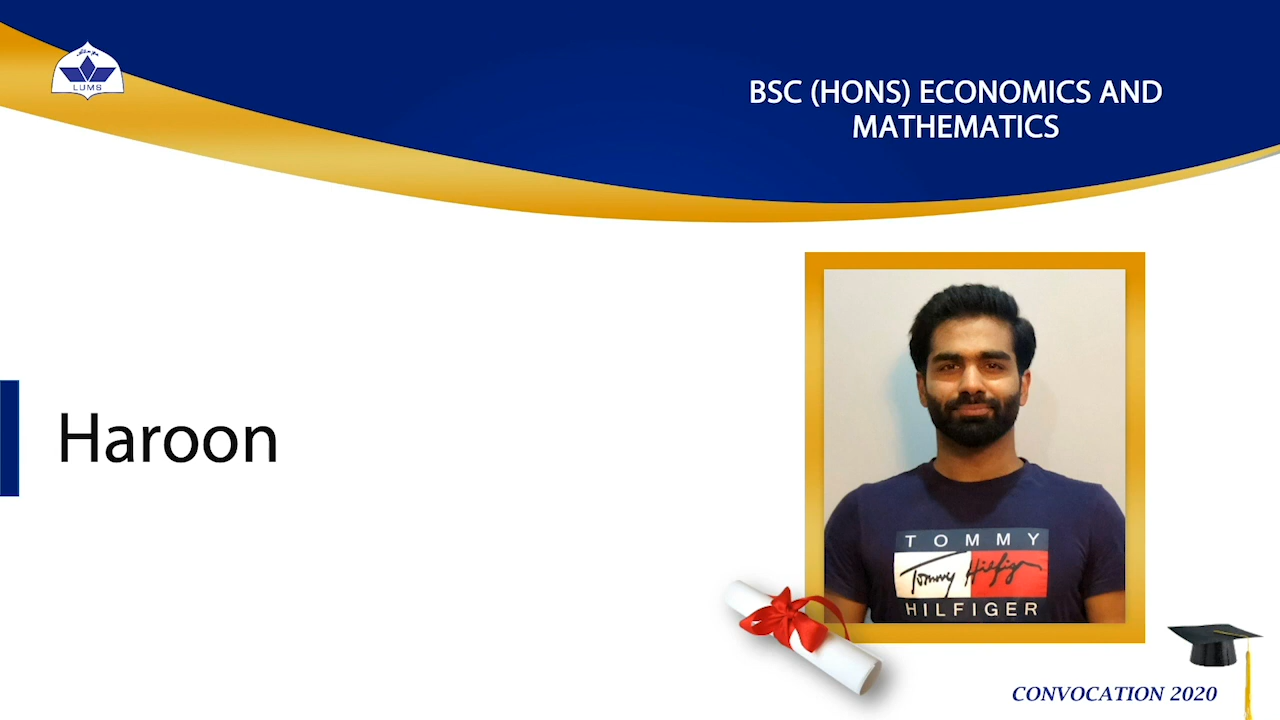 LUMS
BSC (HONS) ECONOMICS AND
MATHEMATICS
Haroon
TOMMY
Tommy Hilfiger
HILFIGER
CONVOCATION 2020